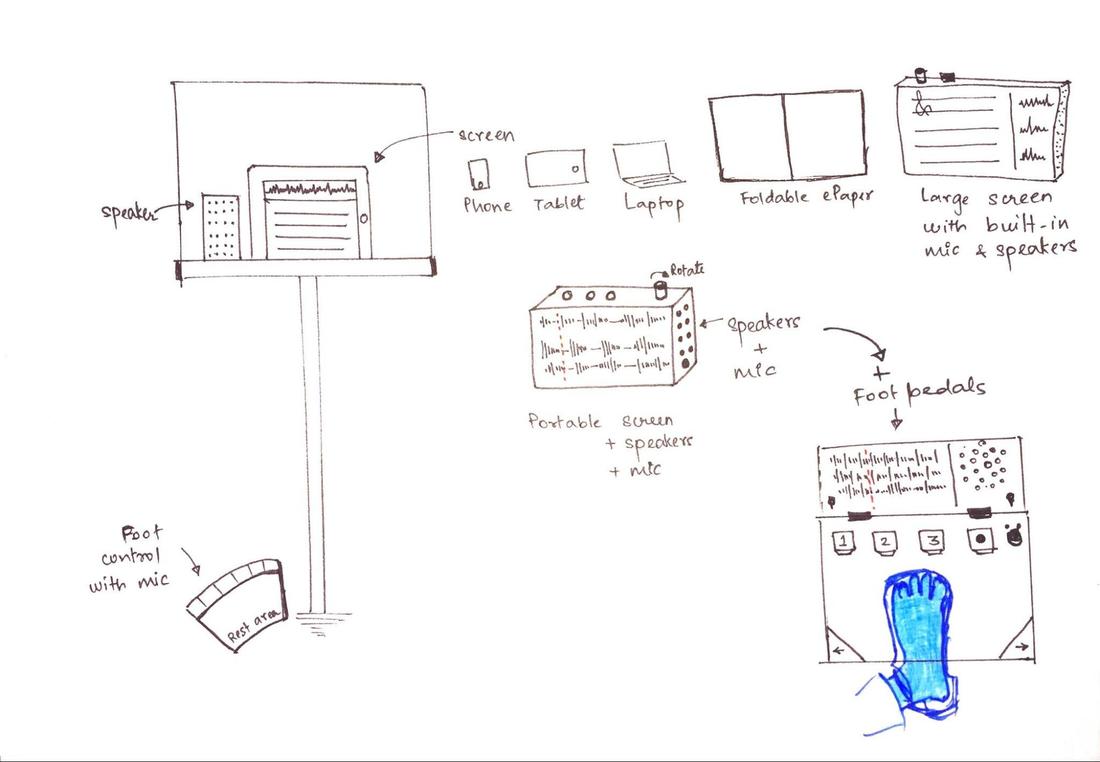 screen
speaker
Phone
Tablet
Laptop
Foldable ePaper
Large screen
with built-in
mic & speakers
Rotate
speakers
+
mic
Portable screen
+ speakers
+ mic
+
Foot pedals
1 2 3
Foot
control
with mic
Rest area